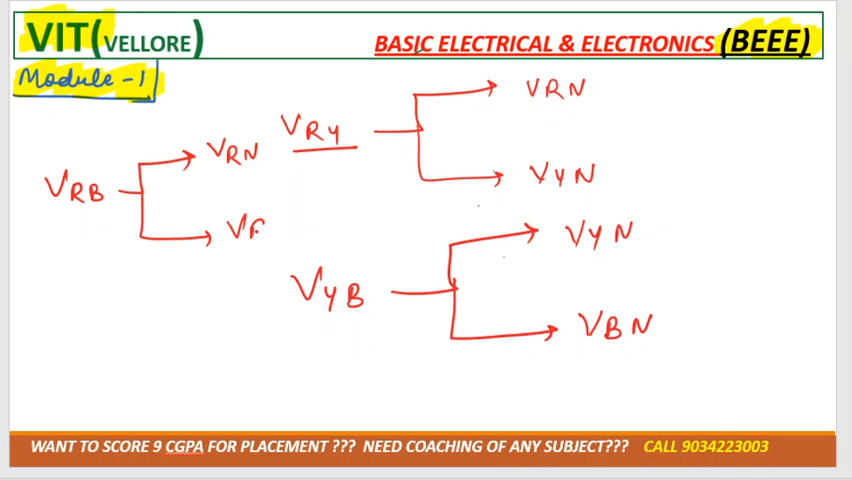 VIT(VELLORE)
BASIC ELECTRICAL & ELECTRONICS (BEEE)
Module -1
VRY
VRN
VYN
VRB
VRN
VYB
VYN
VBN
WANT TO SCORE 9 CGPA FOR PLACEMENT ??? NEED COACHING OF ANY SUBJECT??? CALL 9034223003